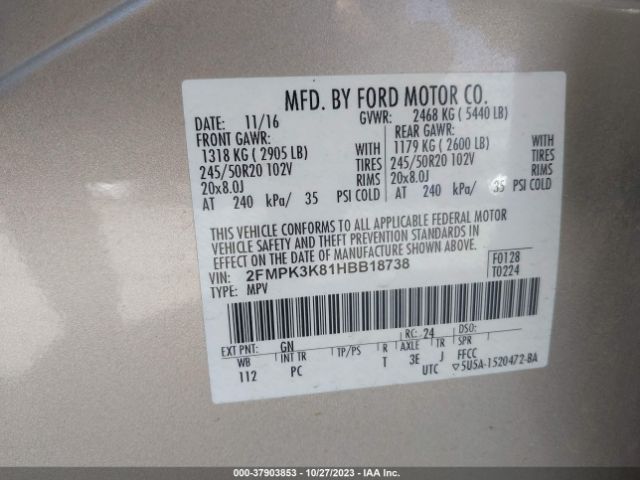 MFD. BY FORD MOTOR CO.
DATE: 11/16 GVWR: 2468 KG ( 5440 LB)
FRONT GAWR: REAR GAWR:
1318 KG ( 2905 LB) WITH 1179 KG ( 2600 LB) WITH
245/50R20 102V TIRES 245/50R20 102V TIRES
20x8.0J RIMS 20x8.0J RIMS
AT 240 kPa/ 35 PSI COLD AT 240 kPa/ 35 PSI COLD
THIS VEHICLE CONFORMS TO ALL APPLICABLE FEDERAL MOTOR
VEHICLE SAFETY AND THEFT PREVENTION STANDARDS IN
EFFECT ON THE DATE OF MANUFACTURE SHOWN ABOVE.
VIN: 2FMPK3K81HBB18738 F0128
TYPE: MPV T0224
EXT PNT: GN RC: 24 DSO:
WB INT TR TP/PS R AXLE TR SPR
112 PC T 3E J FFCC
UTC ▽5U5A-1520472-BA
000-37903853 - 10/27/2023 - IAA Inc.